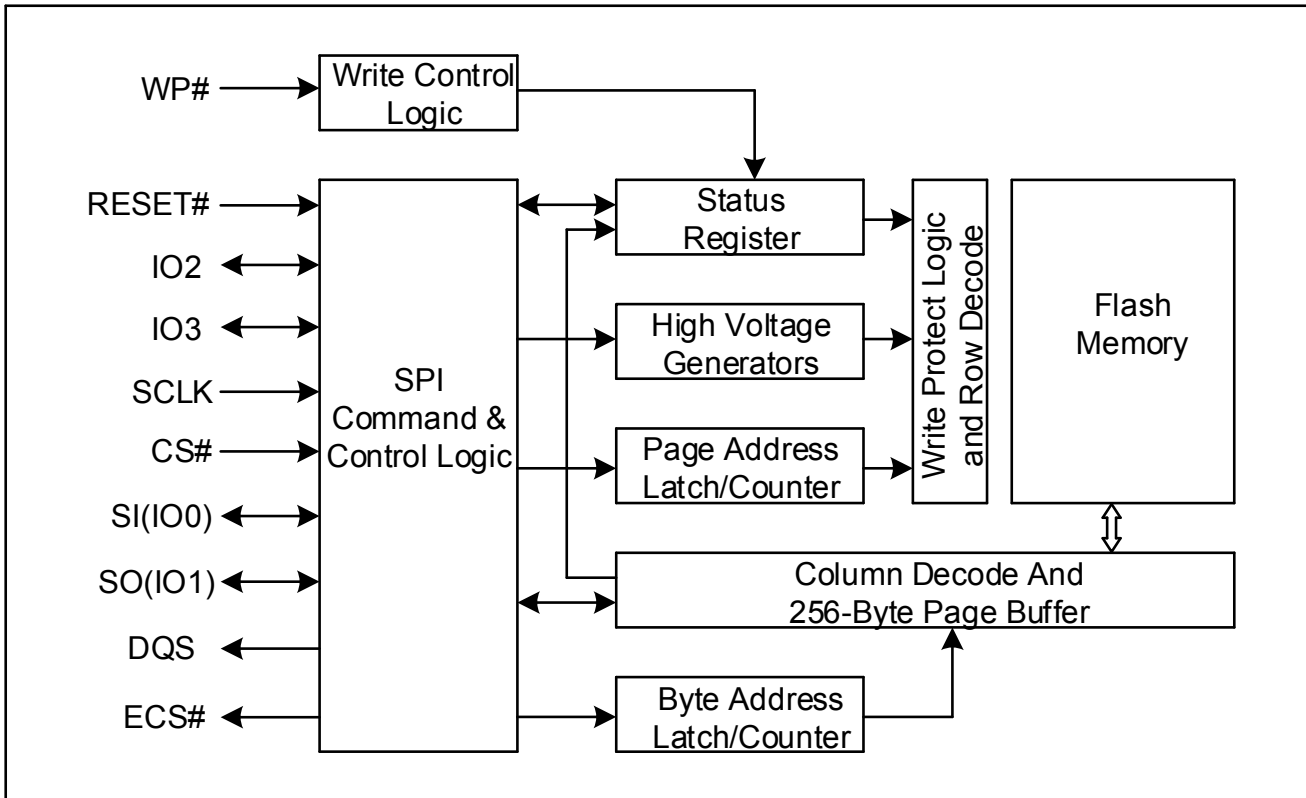 WP#
Write Control
Logic
RESET#
IO2
IO3
SCLK
CS#
SI(IO0)
SO(IO1)
DQS
ECS#
SPI
Command &
Control Logic
Status
Register
High Voltage
Generators
Page Address
Latch/Counter
Write Protect Logic
and Row Decode
Flash
Memory
Column Decode And
256-Byte Page Buffer
Byte Address
Latch/Counter